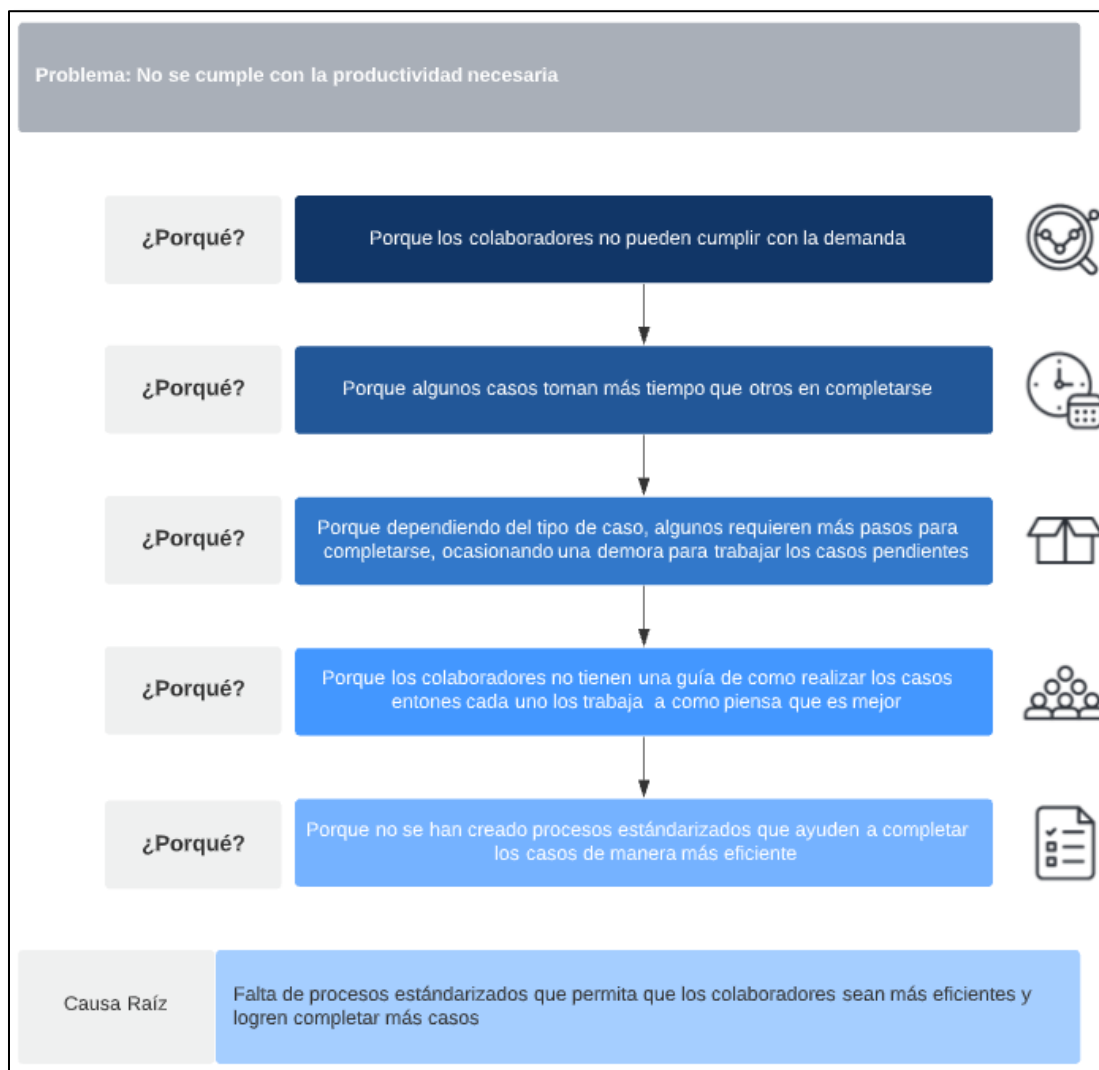 Problema: No se cumple con la productividad necesaria
¿Porqué?
Porque los colaboradores no pueden cumplir con la demanda
¿Porqué?
Porque algunos casos toman más tiempo que otros en completarse
¿Porqué?
Porque dependiendo del tipo de caso, algunos requieren más pasos para
completarse, ocasionando una demora para trabajar los casos pendientes
¿Porqué?
Porque los colaboradores no tienen una guía de como realizar los casos
entones cada uno los trabaja a como piensa que es mejor
¿Porqué?
Porque no se han creado procesos estándarizados que ayuden a completar
los casos de manera más eficiente
Causa Raíz
Falta de procesos estándarizados que permita que los colaboradores sean más eficientes y
logren completar más casos